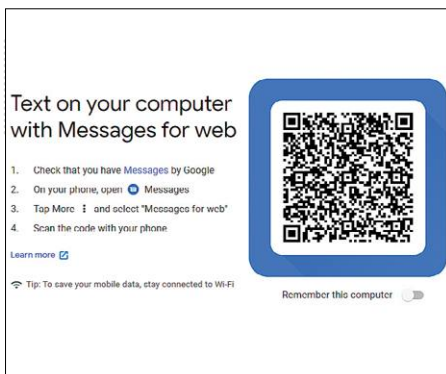 Text on your computer
with Messages for web
1. Check that you have Messages by Google
2. On your phone, open Messages
3. Tap More ⋮ and select "Messages for web"
4. Scan the code with your phone
Learn more
Tip: To save your mobile data, stay connected to Wi-Fi
Remember this computer